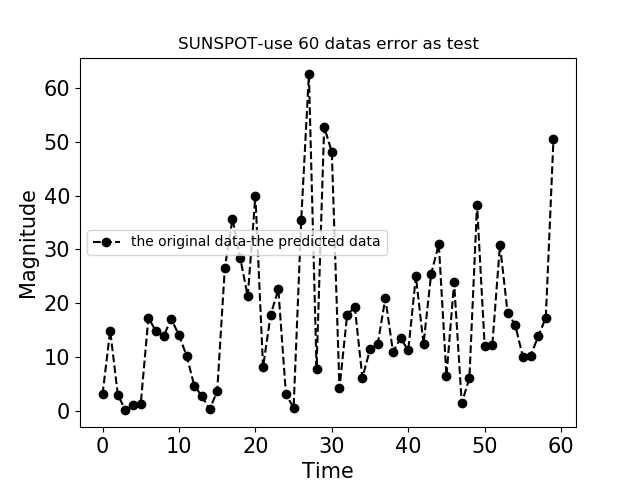 SUNSPOT-use 60 datas error as test
60
50
40
30
20
10
0
Magnitude
the original data-the predicted data
0 10 20 30 40 50 60
Time